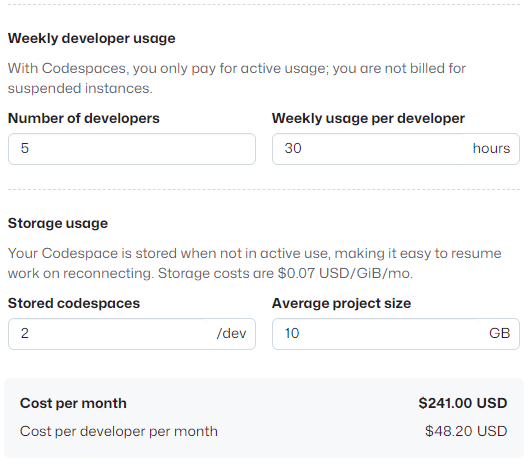 Weekly developer usage
With Codespaces, you only pay for active usage; you are not billed for
suspended instances.
Number of developers
Weekly usage per developer
5
30 hours
Storage usage
Your Codespace is stored when not in active use, making it easy to resume
work on reconnecting. Storage costs are $0.07 USD/GiB/mo.
Stored codespaces
Average project size
2 /dev
10 GB
Cost per month $241.00 USD
Cost per developer per month $48.20 USD